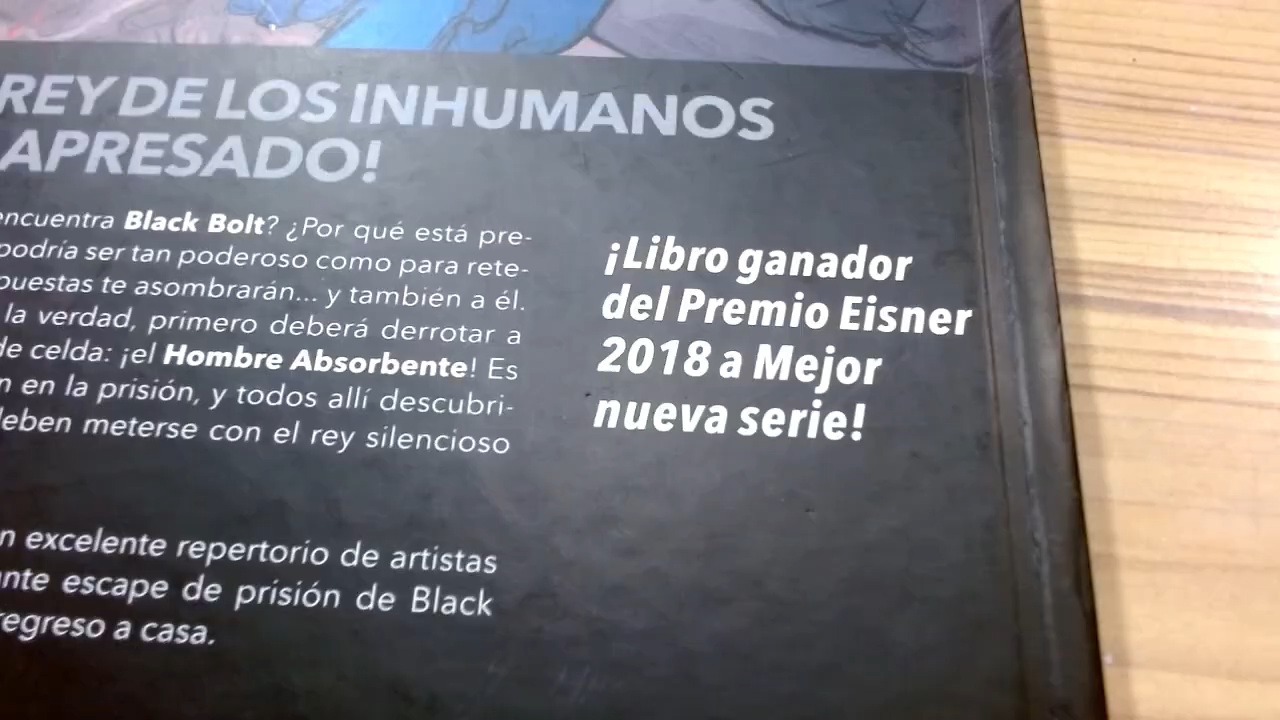 REY DE LOS INHUMANOS
APRESADO!
encuentra Black Bolt? ¿Por qué está pre-
podría ser tan poderoso como para rete-
puestas te asombrarán... y también a él.
la verdad, primero deberá derrotar a
de celda: ¡el Hombre Absorbente! Es
n en la prisión, y todos allí descubri-
deben meterse con el rey silencioso
n excelente repertorio de artistas
ante escape de prisión de Black
regreso a casa.
¡Libro ganador
del Premio Eisner
2018 a Mejor
nueva serie!